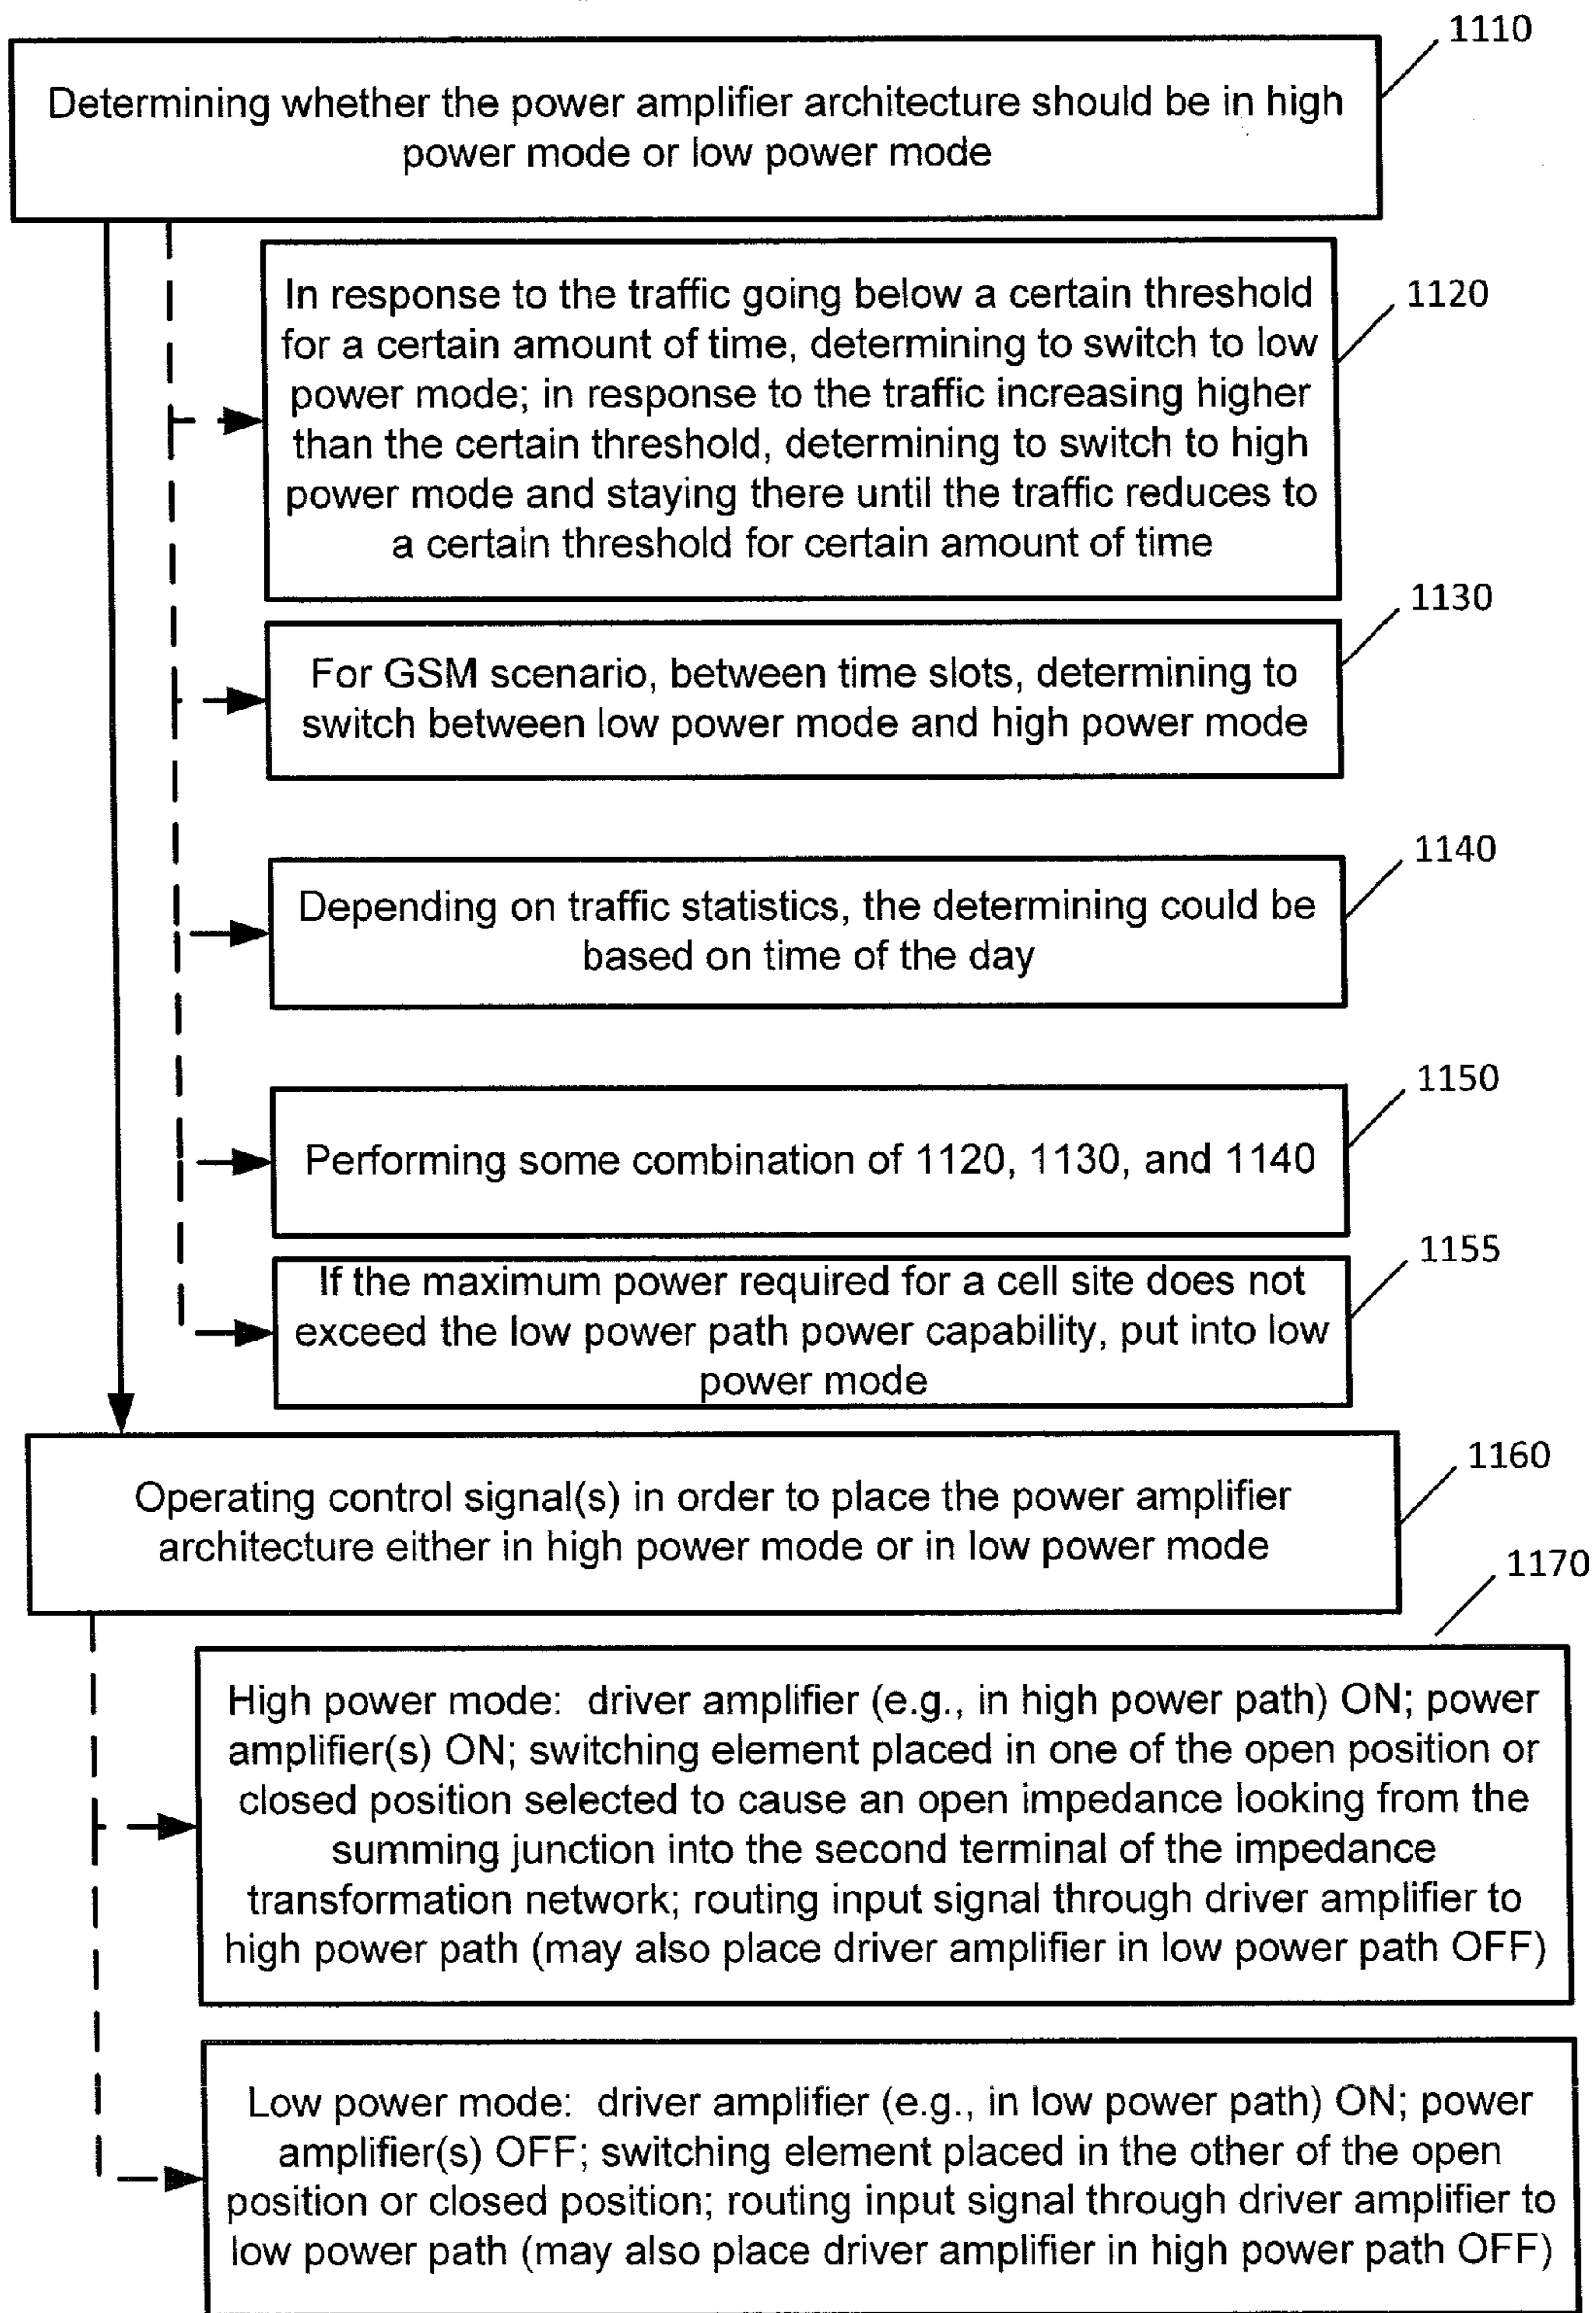 1110
Determining whether the power amplifier architecture should be in high
power mode or low power mode
1120
In response to the traffic going below a certain threshold
for a certain amount of time, determining to switch to low
power mode; in response to the traffic increasing higher
than the certain threshold, determining to switch to high
power mode and staying there until the traffic reduces to
a certain threshold for certain amount of time
1130
For GSM scenario, between time slots, determining to
switch between low power mode and high power mode
1140
Depending on traffic statistics, the determining could be
based on time of the day
1150
Performing some combination of 1120, 1130, and 1140
1155
If the maximum power required for a cell site does not
exceed the low power path power capability, put into low
power mode
1160
Operating control signal(s) in order to place the power amplifier
architecture either in high power mode or in low power mode
1170
High power mode: driver amplifier (e.g., in high power path) ON; power
amplifier(s) ON; switching element placed in one of the open position or
closed position selected to cause an open impedance looking from the
summing junction into the second terminal of the impedance
transformation network; routing input signal through driver amplifier to
high power path (may also place driver amplifier in low power path OFF)
Low power mode: driver amplifier (e.g., in low power path) ON; power
amplifier(s) OFF; switching element placed in the other of the open
position or closed position; routing input signal through driver amplifier to
low power path (may also place driver amplifier in high power path OFF)